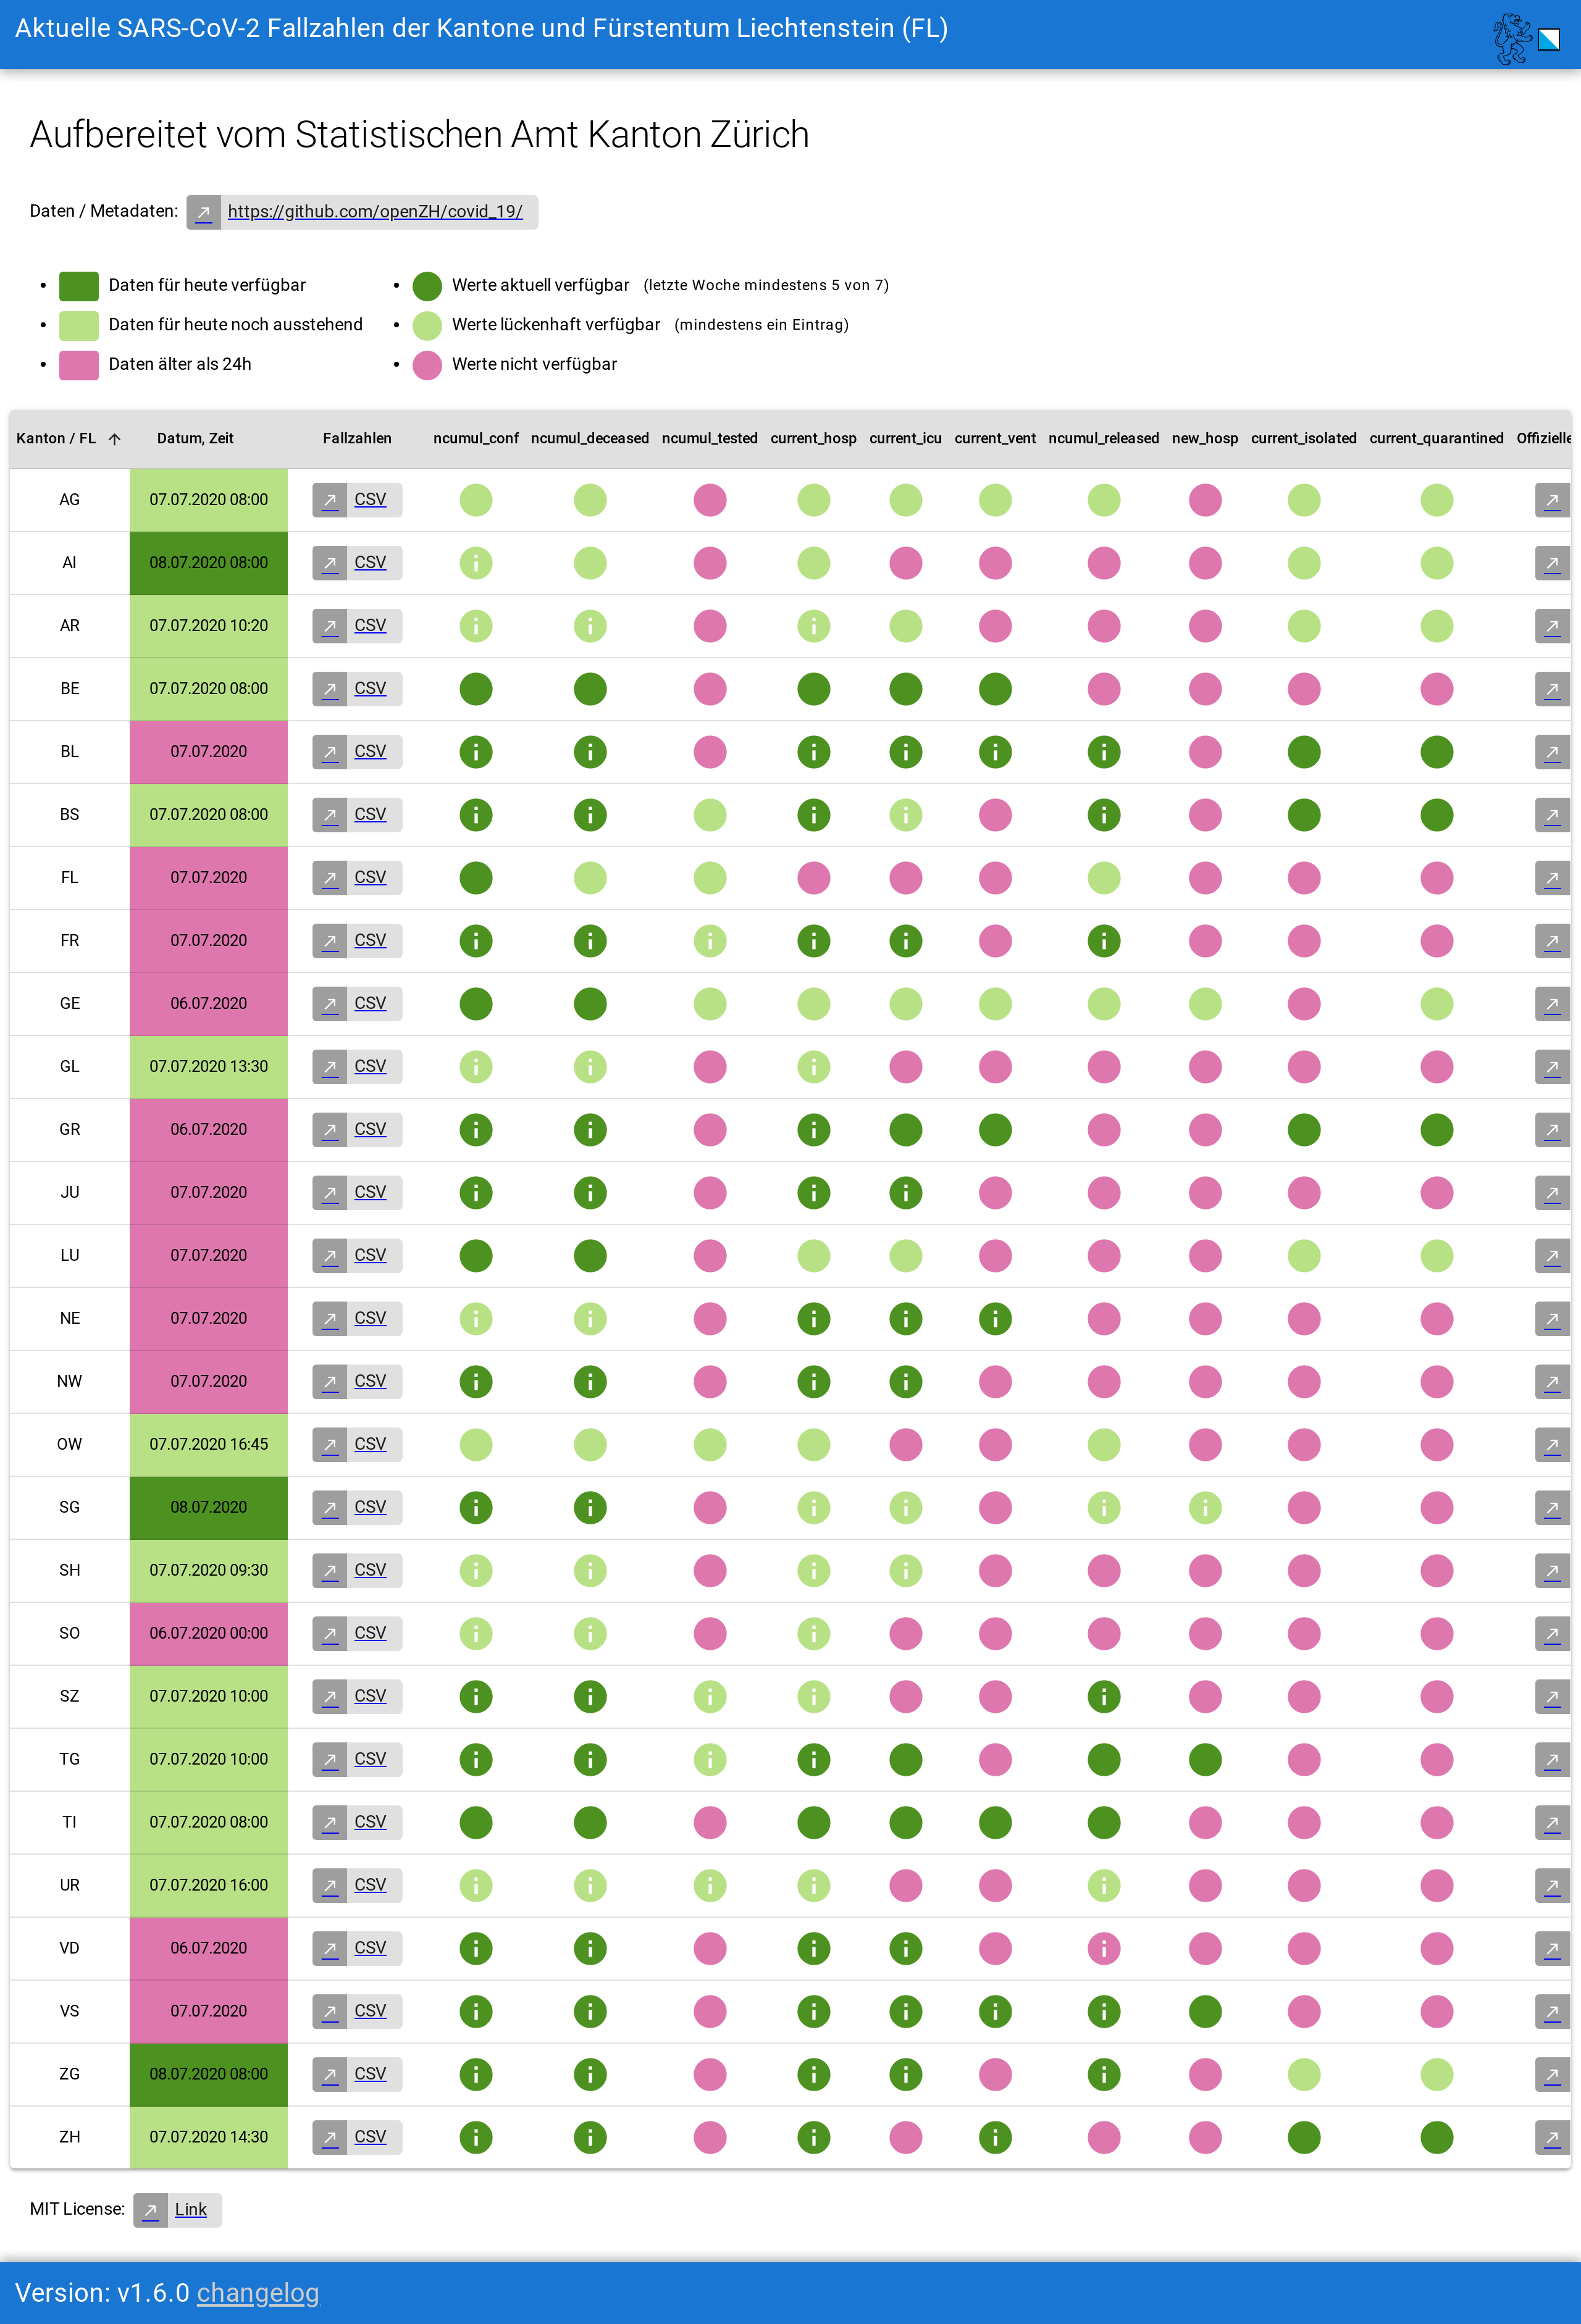 Aktuelle SARS-CoV-2 Fallzahlen der Kantone und Fürstentum Liechtenstein (FL)
Aufbereitet vom Statistischen Amt Kanton Zürich
Daten / Metadaten: https://github.com/openZH/covid_19/
Daten für heute verfügbar
Daten für heute noch ausstehend
Daten älter als 24h
Werte aktuell verfügbar (letzte Woche mindestens 5 von 7)
Werte lückenhaft verfügbar (mindestens ein Eintrag)
Werte nicht verfügbar
Kanton / FL Datum, Zeit Fallzahlen ncumul_conf ncumul_deceased ncumul_tested current_hosp current_icu current_vent ncumul_released new_hosp current_isolated current_quarantined Offizielle
AG 07.07.2020 08:00 CSV
AI 08.07.2020 08:00 CSV
AR 07.07.2020 10:20 CSV
BE 07.07.2020 08:00 CSV
BL 07.07.2020 CSV
BS 07.07.2020 08:00 CSV
FL 07.07.2020 CSV
FR 07.07.2020 CSV
GE 06.07.2020 CSV
GL 07.07.2020 13:30 CSV
GR 06.07.2020 CSV
JU 07.07.2020 CSV
LU 07.07.2020 CSV
NE 07.07.2020 CSV
NW 07.07.2020 CSV
OW 07.07.2020 16:45 CSV
SG 08.07.2020 CSV
SH 07.07.2020 09:30 CSV
SO 06.07.2020 00:00 CSV
SZ 07.07.2020 10:00 CSV
TG 07.07.2020 10:00 CSV
TI 07.07.2020 08:00 CSV
UR 07.07.2020 16:00 CSV
VD 06.07.2020 CSV
VS 07.07.2020 CSV
ZG 08.07.2020 08:00 CSV
ZH 07.07.2020 14:30 CSV
MIT License: Link
Version: v1.6.0 changelog